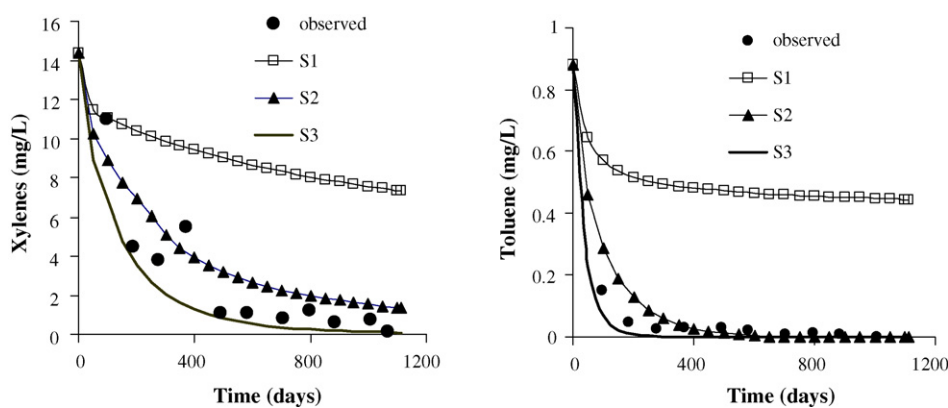 16
14
12
10
8
6
4
2
0
Xylenes (mg/L)
observed
S1
S2
S3
0
400
800
1200
Time (days)
1
0.8
0.6
0.4
0.2
0
Toluene (mg/L)
observed
S1
S2
S3
0
400
800
1200
Time (days)